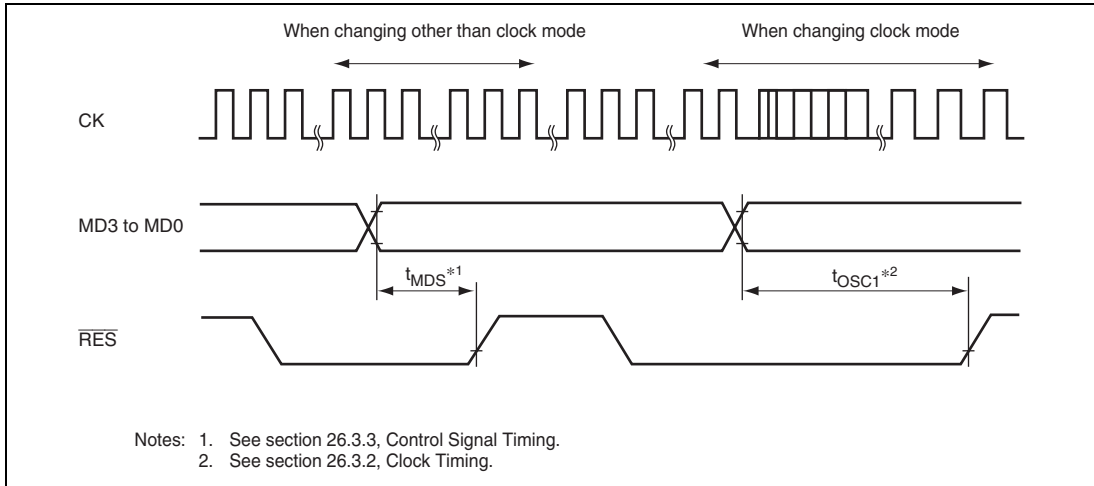 When changing other than clock mode When changing clock mode
CK
MD3 to MD0
tMDS*1 tOSC1*2
RES
Notes: 1. See section 26.3.3, Control Signal Timing.
2. See section 26.3.2, Clock Timing.